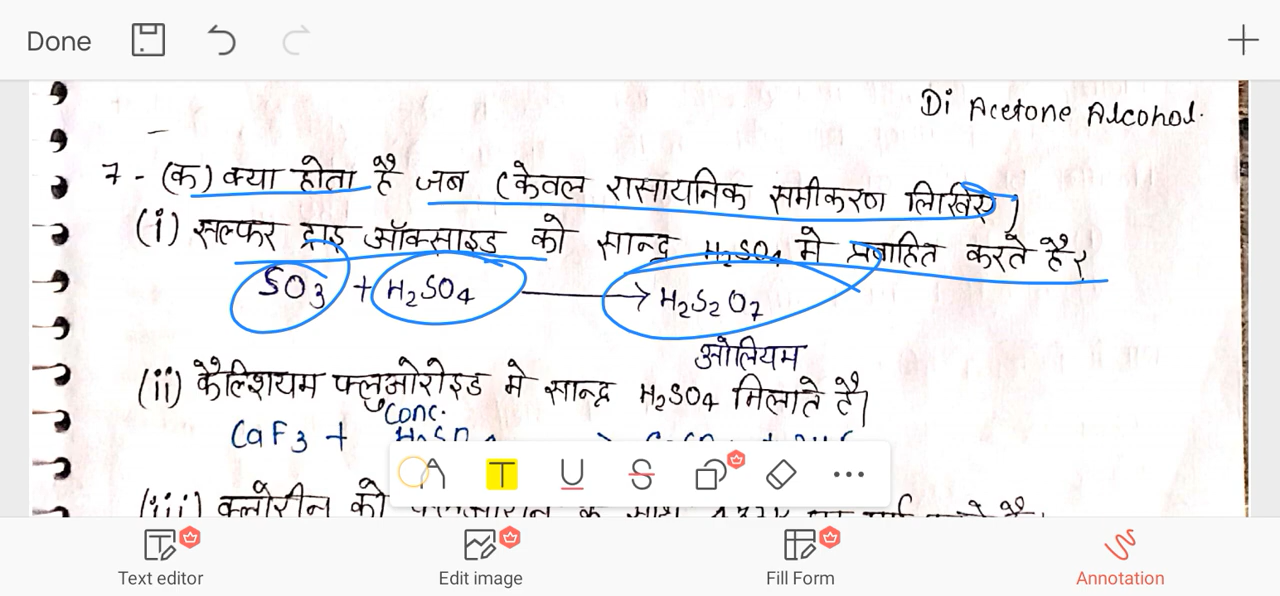 Done
Di Acetone Alcohol.
7 - (क) क्या होता है जब (केवल रासायनिक समीकरण लिखिए)
(i) सल्फर ट्राइ ऑक्साइड को सान्द्र H₂SO₄ मे प्रवाहित करते है।
SO₃ + H₂SO₄ → H₂S₂O₇
ओलियम
(ii) कैल्शियम फ्लुओरोइड मे सान्द्र H₂SO₄ मिलाते है।
Conc.
CaF₃ +
(iii) क्लोरीन को
T U S
Text editor Edit image Fill Form Annotation